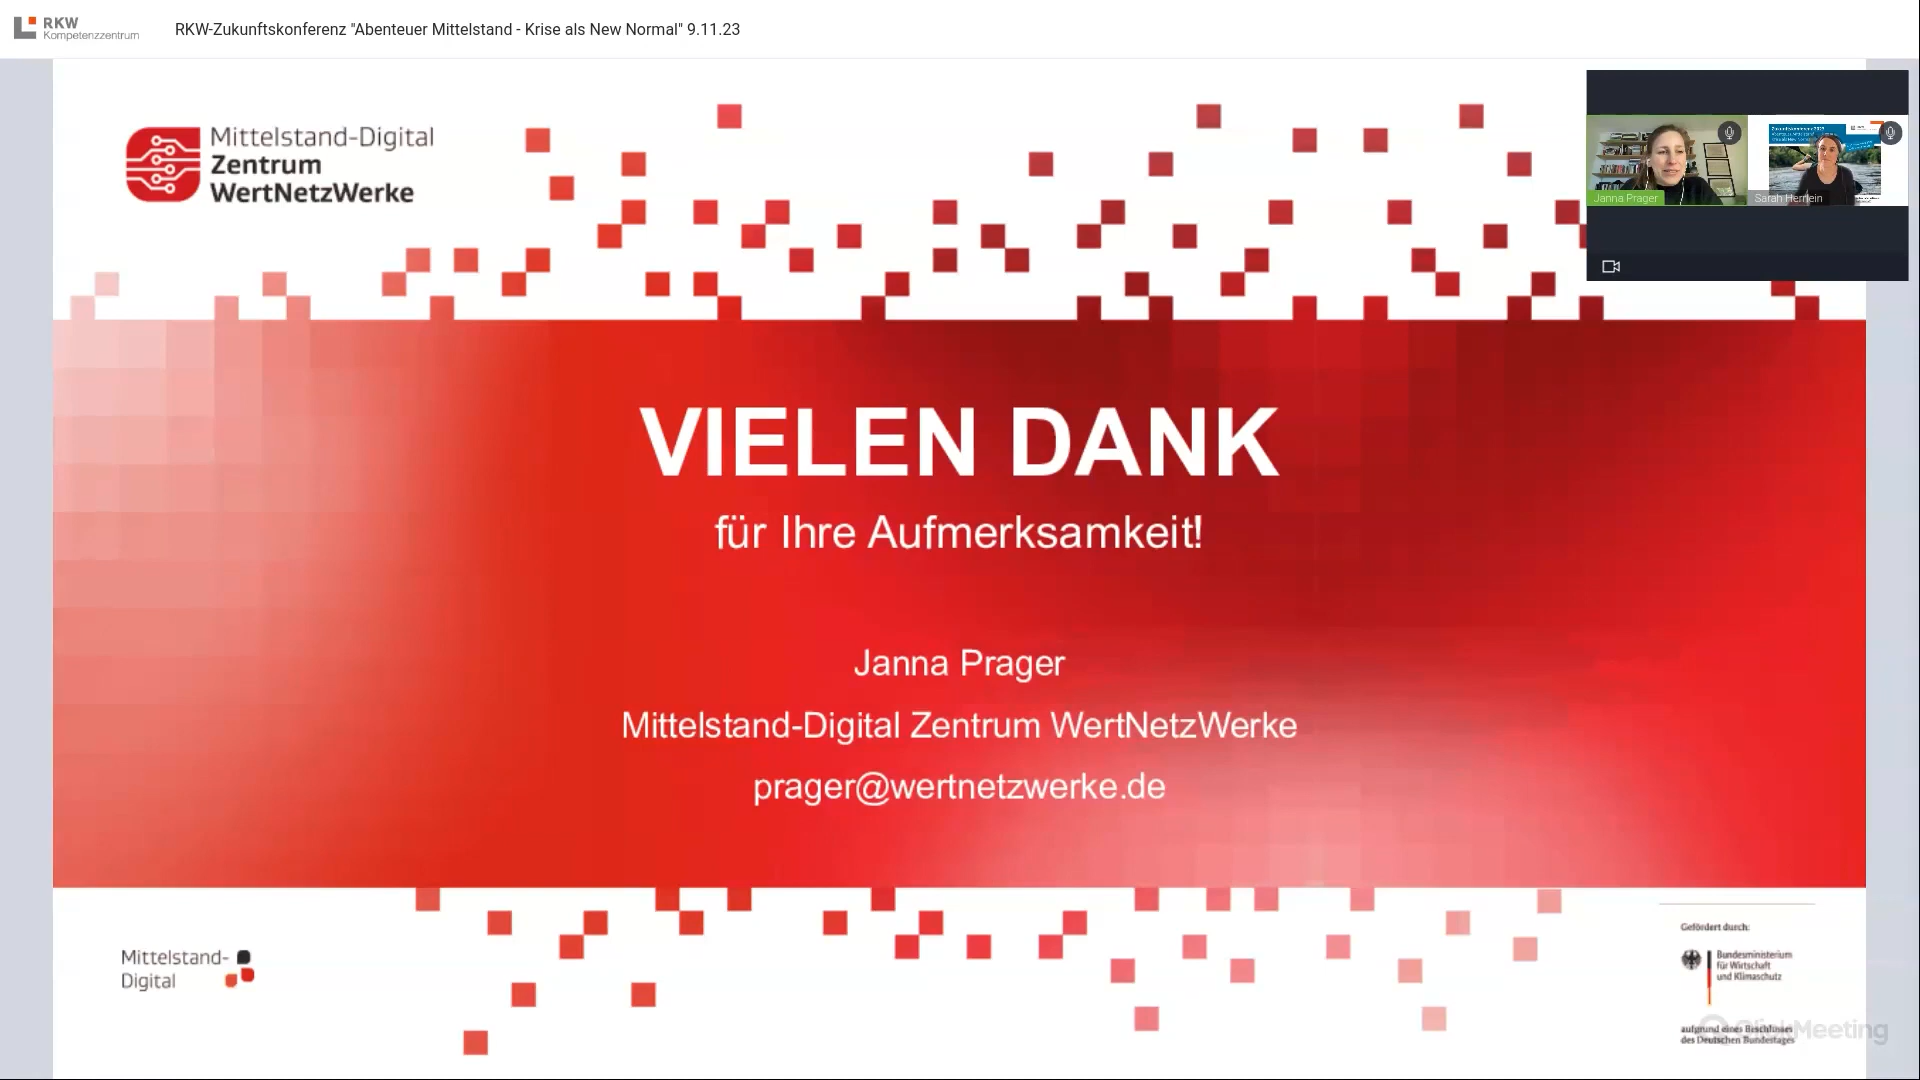 RKW
Kompetenzzentrum
RKW-Zukunftskonferenz "Abenteuer Mittelstand - Krise als New Normal" 9.11.23
Mittelstand-Digital
Zentrum
WertNetzWerke
Janna Prager
Sarah Herrlein
VIELEN DANK
für Ihre Aufmerksamkeit!
Janna Prager
Mittelstand-Digital Zentrum WertNetzWerke
prager@wertnetzwerke.de
Mittelstand-
Digital
Gefördert durch:
Bundesministerium
für Wirtschaft
und Klimaschutz
aufgrund eines Beschlusses
des Deutschen Bundestages
ClickMeeting